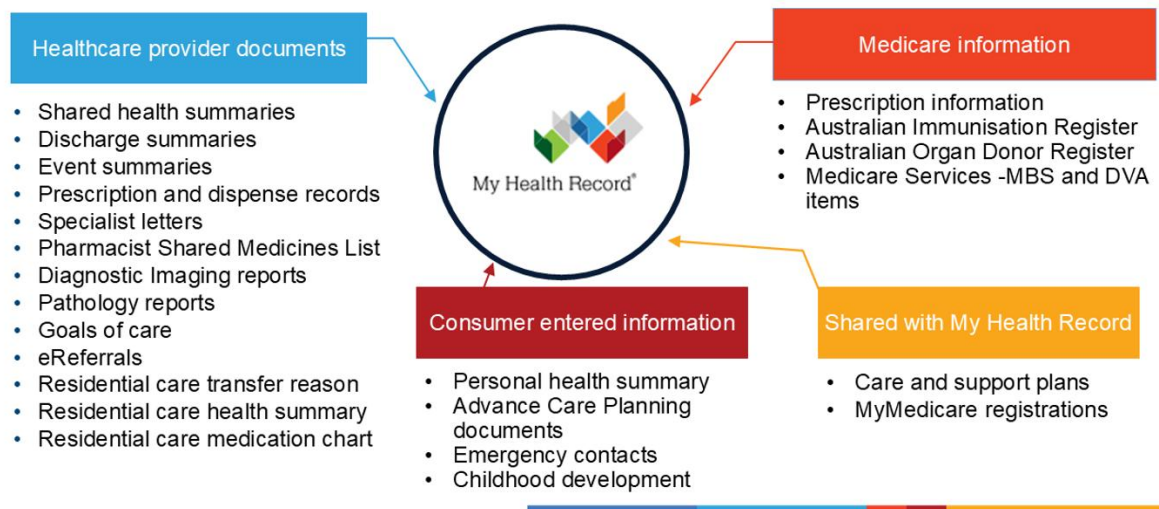 Healthcare provider documents
• Shared health summaries
• Discharge summaries
• Event summaries
• Prescription and dispense records
• Specialist letters
• Pharmacist Shared Medicines List
• Diagnostic Imaging reports
• Pathology reports
• Goals of care
• eReferrals
• Residential care transfer reason
• Residential care health summary
• Residential care medication chart
My Health Record®
Medicare information
• Prescription information
• Australian Immunisation Register
• Australian Organ Donor Register
• Medicare Services -MBS and DVA
items
Consumer entered information
• Personal health summary
• Advance Care Planning
documents
• Emergency contacts
• Childhood development
Shared with My Health Record
• Care and support plans
• MyMedicare registrations